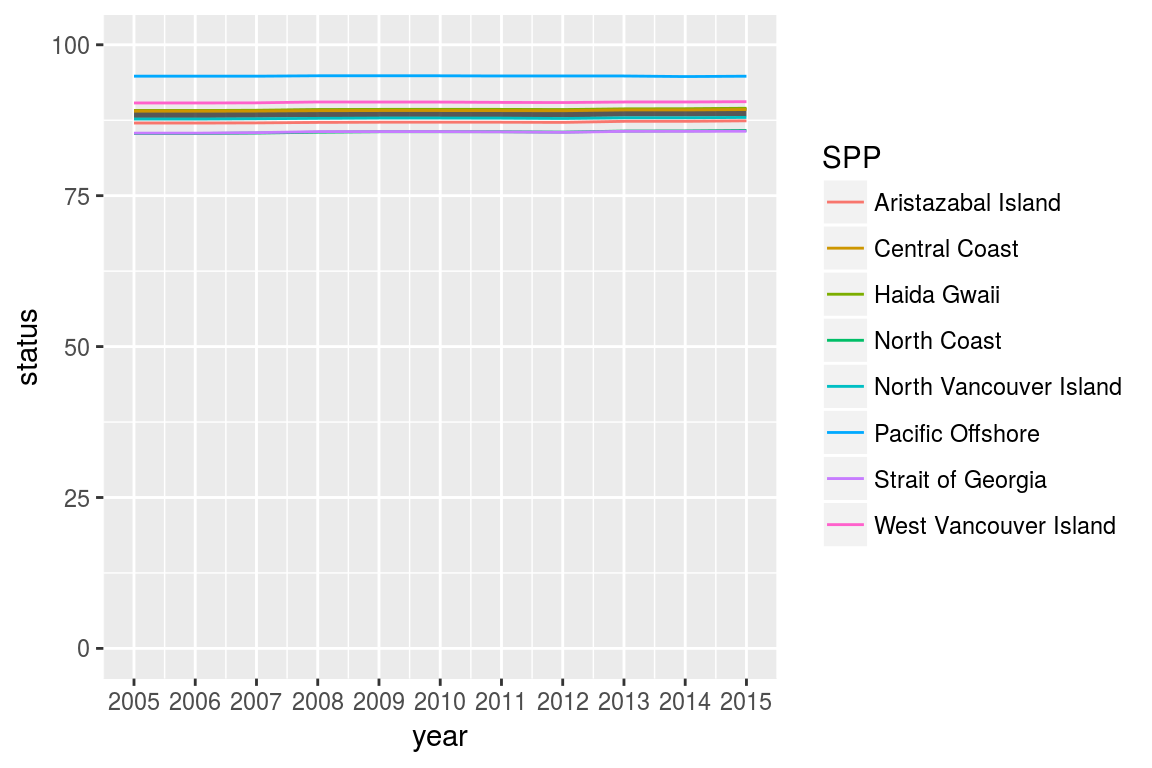 100
75
50
25
0
status
2005 2006 2007 2008 2009 2010 2011 2012 2013 2014 2015
year
SPP
Aristazabal Island
Central Coast
Haida Gwaii
North Coast
North Vancouver Island
Pacific Offshore
Strait of Georgia
West Vancouver Island